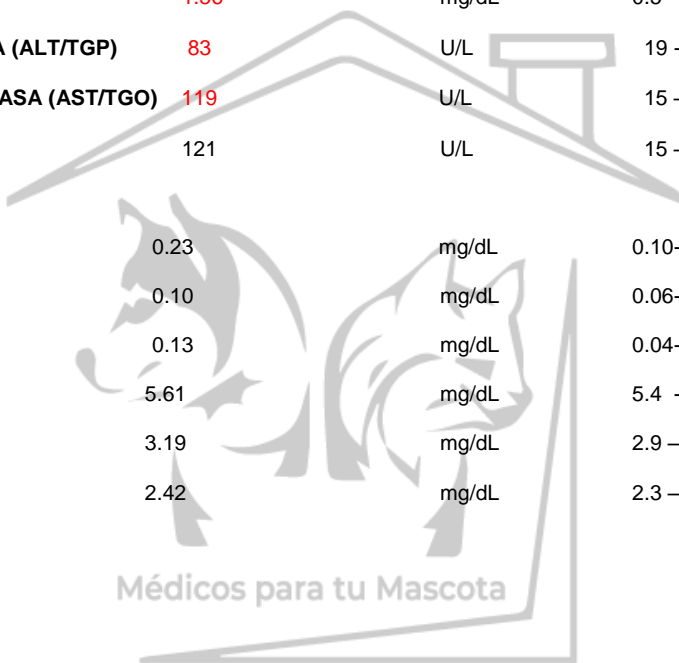 mg/dL
A (ALT/TGP) 83 U/L 19 -
ASA (AST/TGO) 119 U/L 15 -
121 U/L 15 -
0.23 mg/dL 0.10-
0.10 mg/dL 0.06-
0.13 mg/dL 0.04-
5.61 mg/dL 5.4 -
3.19 mg/dL 2.9 –
2.42 mg/dL 2.3 –
Médicos para tu Mascota